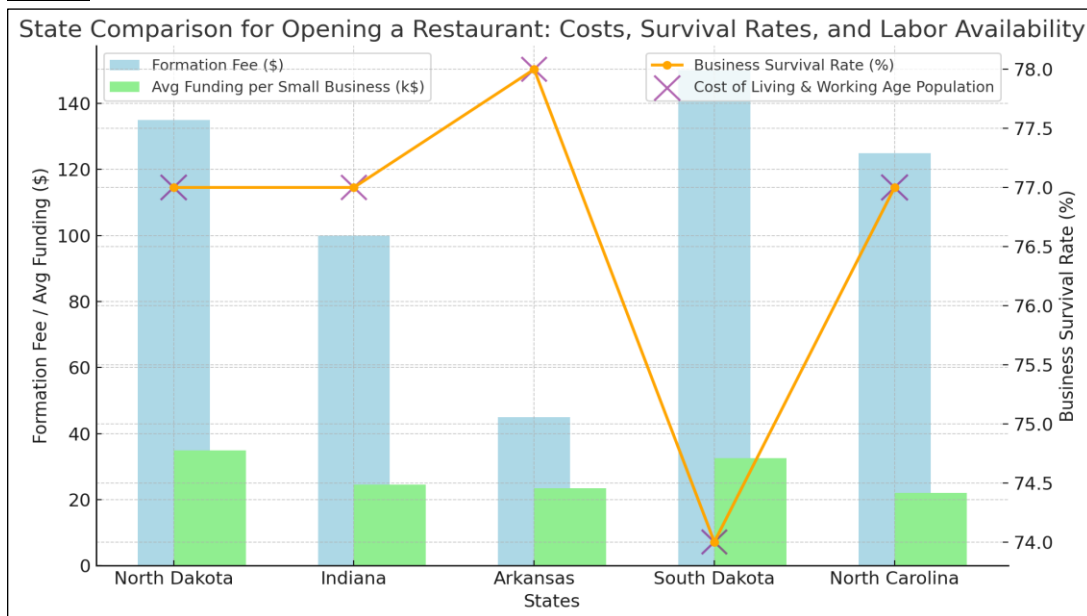 State Comparison for Opening a Restaurant: Costs, Survival Rates, and Labor Availability
Formation Fee ($)
Avg Funding per Small Business (k$)
Business Survival Rate (%)
Cost of Living & Working Age Population
Formation Fee / Avg Funding ($)
140
120
100
80
60
40
20
0
78.0
77.5
77.0
76.5
76.0
75.5
75.0
74.5
74.0
Business Survival Rate (%)
North Dakota
Indiana
Arkansas
South Dakota
North Carolina
States